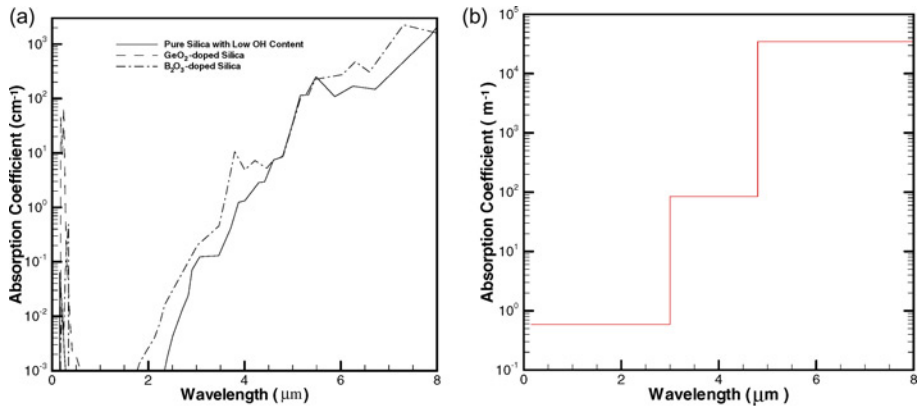 (a)
10³
10²
10¹
10⁰
10⁻¹
10⁻²
10⁻³
Absorption Coefficient (cm⁻¹)
Pure Silica with Low OH Content
GeO₂-doped Silica
B₂O₃-doped Silica
0 2 4 6 8
Wavelength (μm)
(b)
10⁵
10⁴
10³
10²
10¹
10⁰
10⁻¹
Absorption Coefficient ( m⁻¹)
0 2 4 6 8
Wavelength (μm )